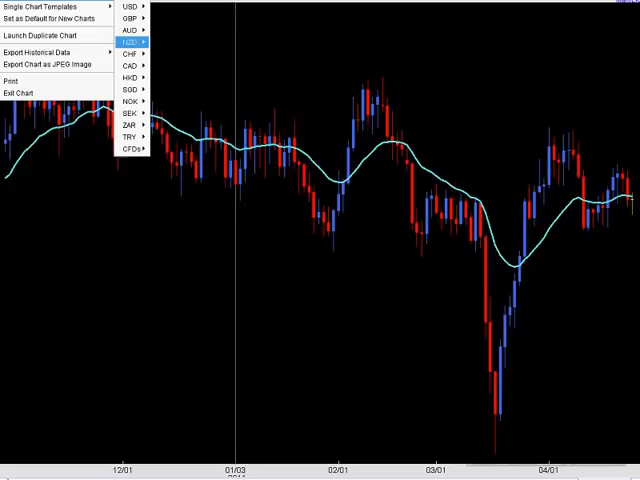 Single Chart Templates
Set as Default for New Charts
Launch Duplicate Chart
Export Historical Data
Export Chart as JPEG Image
Print
Exit Chart
USD
GBP
AUD
NZD
CHF
CAD
HKD
SGD
NOK
SEK
ZAR
TRY
CFDs
12/01 01/03 02/01 03/01 04/01